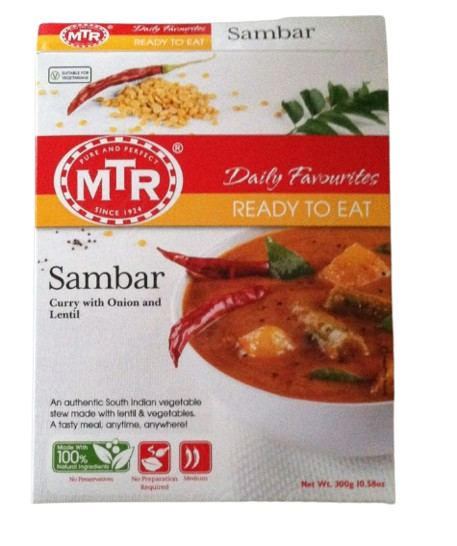 MTR
Daily Favourites
READY TO EAT
Sambar
SUITABLE FOR
VEGETARIANS
PURE AND PERFECT
MTR
SINCE 1924
®
Daily Favourites
READY TO EAT
Sambar
Curry with Onion and
Lentil
An authentic South Indian vegetable
stew made with lentil & vegetables.
A tasty meal, anytime, anywhere!
Made With
100%
Natural Ingredients
No Preservatives
No Preparation
Required
Medium
Net Wt. 300g 10.58oz